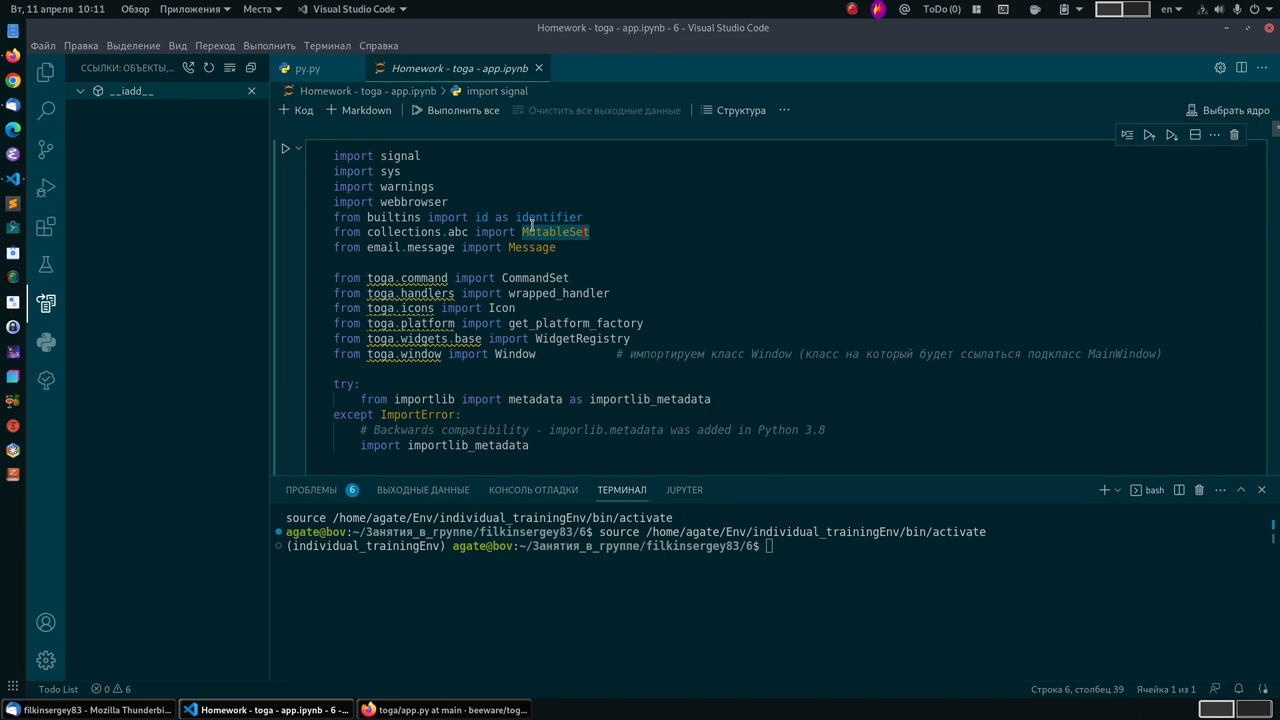 Вт, 11 апреля 10:11
Обзор
Приложения
Места
Visual Studio Code
ToDo (0)
en
Homework - toga - app.ipynb - 6 - Visual Studio Code
Файл Правка Выделение Вид Переход Выполнить Терминал Справка
ССЫЛКИ: ОБЪЕКТЫ,...
py.py
Homework - toga - app.ipynb
__iadd__
Homework - toga - app.ipynb > import signal
+ Код + Markdown Выполнить все Очистить все выходные данные Структура ...
Выбрать ядро
import signal
import sys
import warnings
import webbrowser
from builtins import id as identifier
from collections.abc import MutableSet
from email.message import Message
from toga.command import CommandSet
from toga.handlers import wrapped_handler
from toga.icons import Icon
from toga.platform import get_platform_factory
from toga.widgets.base import WidgetRegistry
from toga.window import Window # импортируем класс Window (класс на который будет ссылаться подкласс MainWindow)
try:
from importlib import metadata as importlib_metadata
except ImportError:
# Backwards compatibility - imporlib.metadata was added in Python 3.8
import importlib_metadata
ПРОБЛЕМЫ 6 ВЫХОДНЫЕ ДАННЫЕ КОНСОЛЬ ОТЛАДКИ ТЕРМИНАЛ JUPYTER
bash
source /home/agate/Env/individual_trainingEnv/bin/activate
agate@bov:~/Занятия_в_группе/filkinsergey83/6$ source /home/agate/Env/individual_trainingEnv/bin/activate
(individual_trainingEnv) agate@bov:~/Занятия_в_группе/filkinsergey83/6$
Todo List 0 6
Строка 6, столбец 39 Ячейка 1 из 1
filkinsergey83 - Mozilla Thunderbi...
Homework - toga - app.ipynb - 6 -...
toga/app.py at main · beeware/tog...